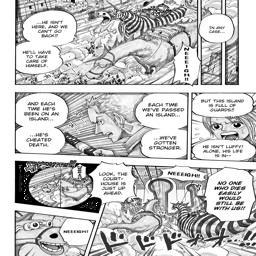 ...HE ISN'T
HERE, AND WE
CAN'T GO
BACK!!
HE'LL
HAVE TO
TAKE CARE
OF
HIMSELF.
IN ANY
CASE...
NEEEIGH!
AND EACH
TIME HE'S
BEEN ON AN
ISLAND...
...HE'S
CHEATED
DEATH.
EACH TIME
WE'VE PASSED
AN ISLAND...
...WE'VE
GOTTEN
STRONGER.
BUT THIS ISLAND
IS FULL OF
GUARDS!!
HE ISN'T LUFFY!
ALONE, HIS LIFE
IS IN--
NEEEIGH!!
LOOK, THE
COURT-
HOUSE IS
JUST UP
AHEAD.
NEEEIGH!!
NO ONE
WHO DIES
EASILY
WOULD
STILL BE
WITH US!!
NEEEIGH!